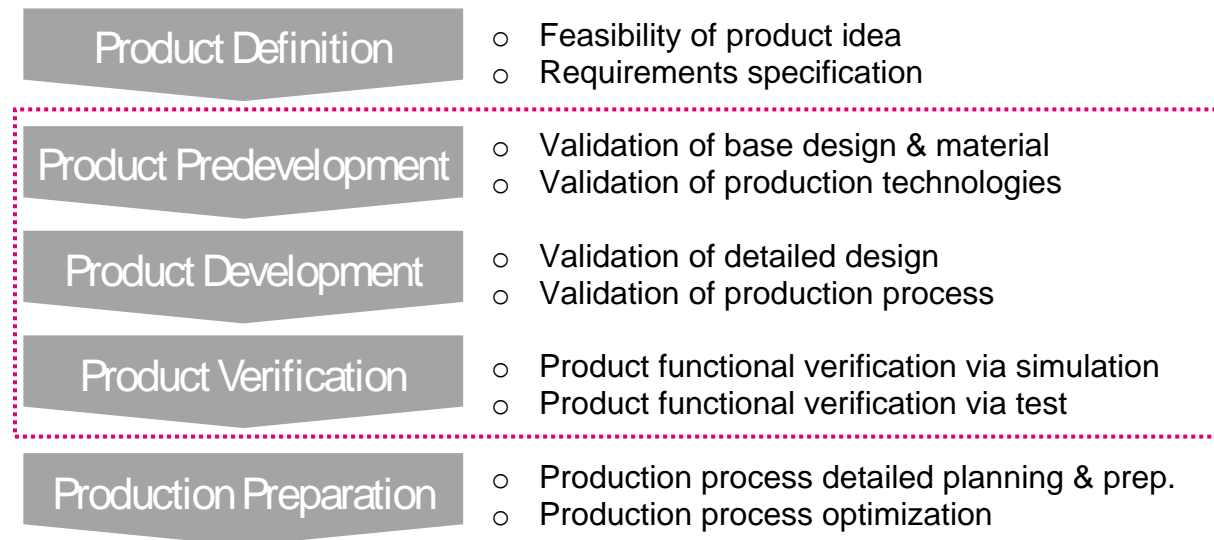 Product Definition
o Feasibility of product idea
o Requirements specification
Product Predevelopment
o Validation of base design & material
o Validation of production technologies
Product Development
o Validation of detailed design
o Validation of production process
Product Verification
o Product functional verification via simulation
o Product functional verification via test
Production Preparation
o Production process detailed planning & prep.
o Production process optimization